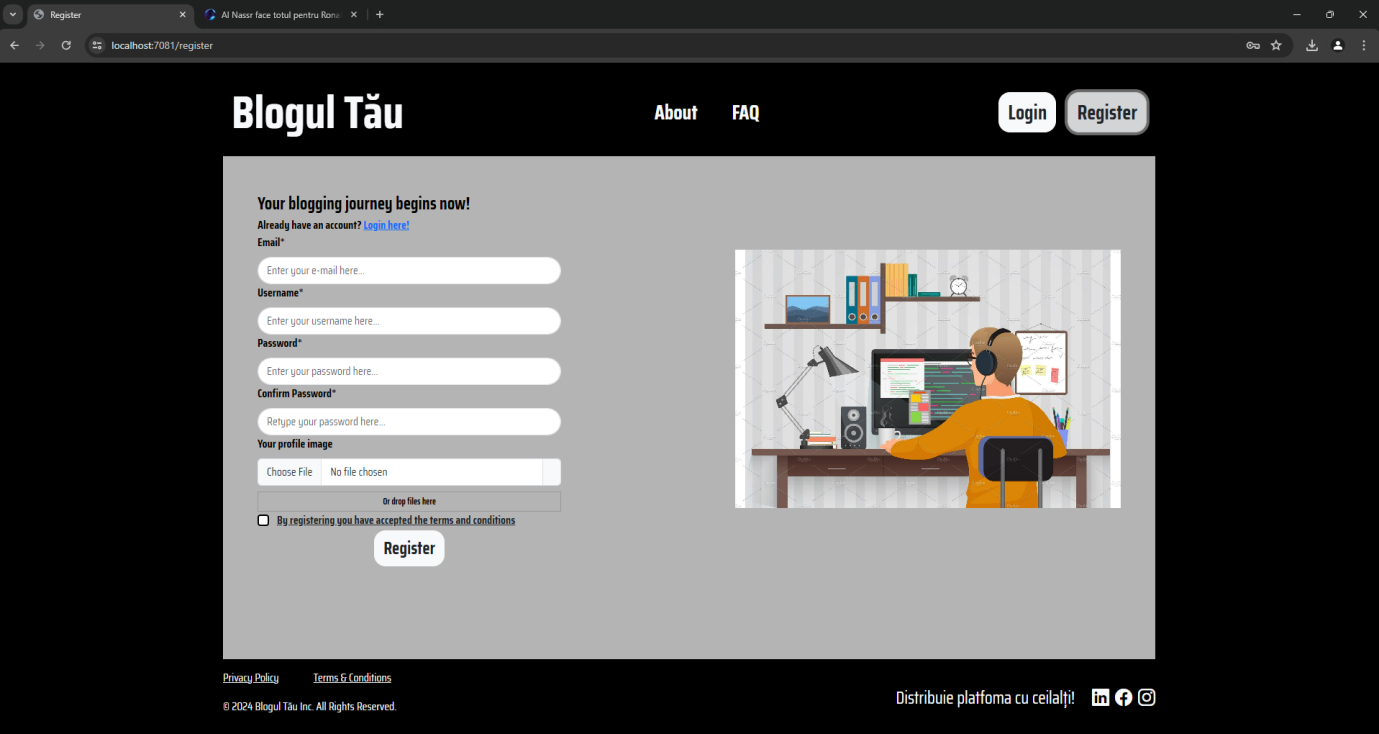 Register
Al Nassr face totul pentru Rona
localhost:7081/register
Blogul Tău
About
FAQ
Login
Register
Your blogging journey begins now!
Already have an account? Login here!
Email*
Enter your e-mail here...
Username*
Enter your username here...
Password*
Enter your password here...
Confirm Password*
Retype your password here...
Your profile image
Choose File No file chosen
Or drop files here
By registering you have accepted the terms and conditions
Register
Privacy Policy
Terms & Conditions
© 2024 Blogul Tău Inc. All Rights Reserved.
Distribuie platfoma cu ceilalți!
in